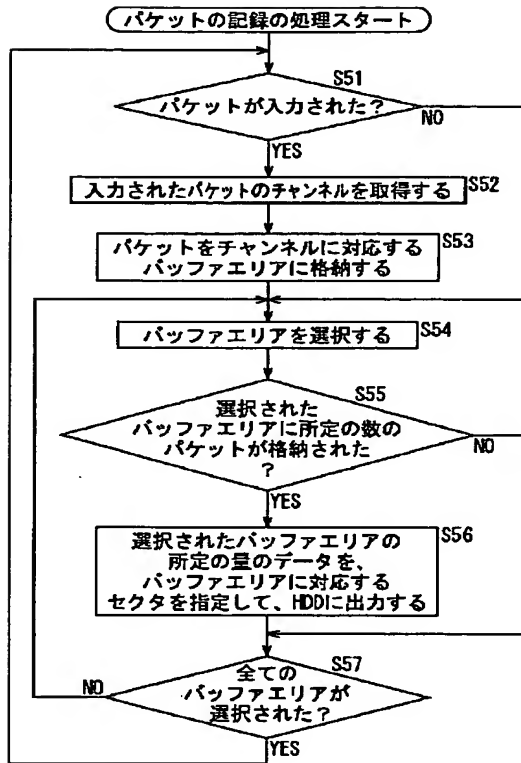 パケットの記録の処理スタート
S51
パケットが入力された?
NO
YES
入力されたパケットのチャンネルを取得する
S52
パケットをチャンネルに対応する
バッファエリアに格納する
S53
バッファエリアを選択する
S54
S55
選択された
バッファエリアに所定の数の
パケットが格納された
?
NO
YES
選択されたバッファエリアの
所定の量のデータを、
バッファエリアに対応する
セクタを指定して、HDDに出力する
S56
S57
全ての
バッファエリアが
選択された?
NO
YES